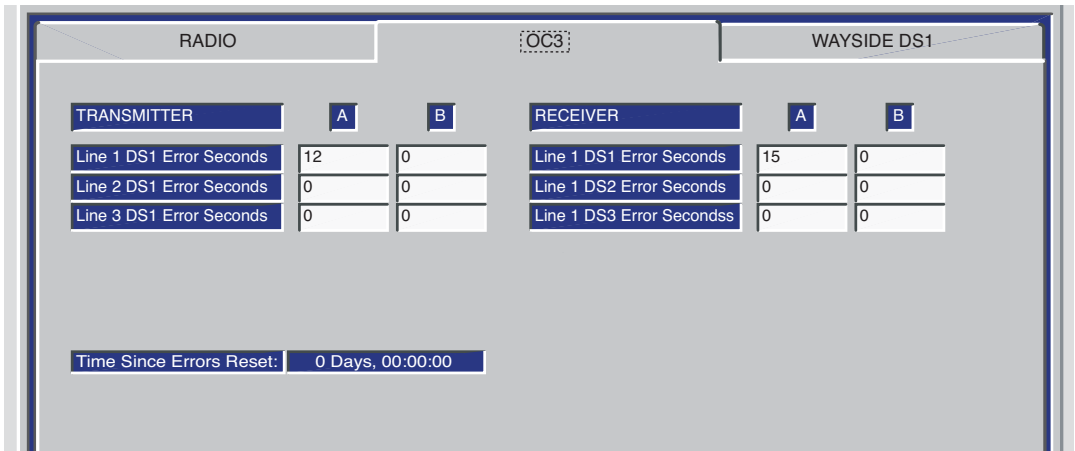 RADIO OC3 WAYSIDE DS1
TRANSMITTER A B RECEIVER A B
Line 1 DS1 Error Seconds 12 0 Line 1 DS1 Error Seconds 15 0
Line 2 DS1 Error Seconds 0 0 Line 1 DS2 Error Seconds 0 0
Line 3 DS1 Error Seconds 0 0 Line 1 DS3 Error Secondss 0 0
Time Since Errors Reset: 0 Days, 00:00:00